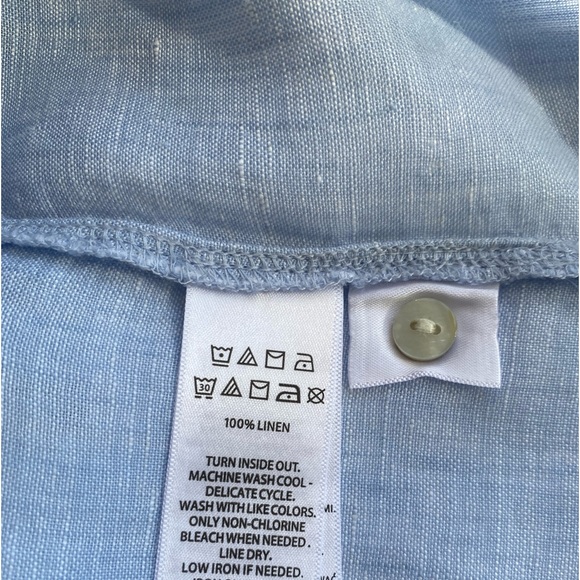 30
100% LINEN
TURN INSIDE OUT.
MACHINE WASH COOL -
DELICATE CYCLE.
WASH WITH LIKE COLORS.
ONLY NON-CHLORINE
BLEACH WHEN NEEDED.
LINE DRY.
LOW IRON IF NEEDED.